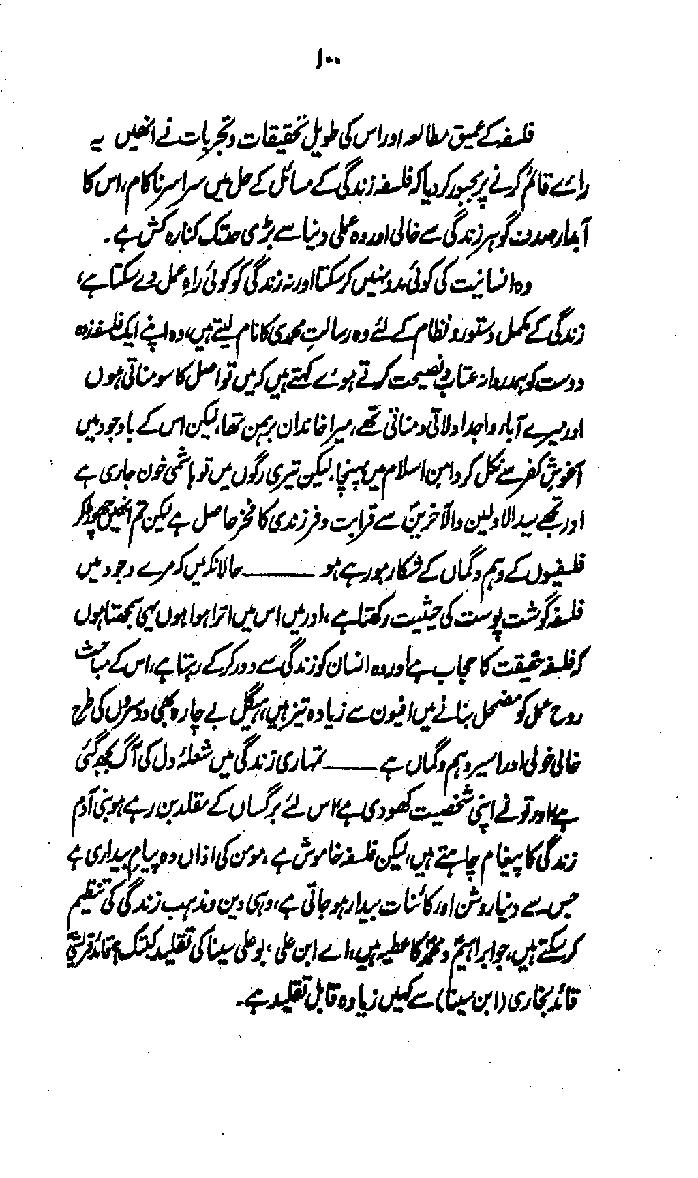 ۱۰۰
فلسفہ کے عمیق مطالعہ اور اس کی طویل تحقیقات و تجربات نے انھیں یہ
رائے قائم کرنے پر مجبور کر دیا کہ فلسفہ زندگی کے مسائل کے حل میں سراسر ناکام، اس کا
آبدار صدف گوہر زندگی سے خالی اور وہ عملی دنیا سے بڑی حد تک کنارہ کش ہے۔
وہ انسانیت کی کوئی مدد نہیں کر سکتا اور نہ زندگی کو کوئی راہِ عمل دے سکتا ہے،
زندگی کے مکمل دستور و نظام کے لئے وہ رسالتِ محمدی کا نام لیتے ہیں، وہ اپنے ایک فلسفہ زدہ
دوست کو ہمدردانہ عتاب و نصیحت کرتے ہوئے کہتے ہیں کہ میں تو اصل کا سومناتی ہوں
اور میرے آباء و اجداد لاتی و مناتی تھے، میرا خاندان برہمن تھا، لیکن اس کے باوجود میں
آغوشِ کفر سے نکل کر دامن اسلام میں پہنچا، لیکن تیری رگوں میں تو ہاشمی خون جاری ہے
اور تجھے سید الاولین والآخرین سے قرابت و فرزندی کا فخر حاصل ہے لیکن تم انھیں چھوڑ کر
فلسفیوں کے وہم و گماں کے شکار ہو رہے ہو ـــــــــ حالانکہ میں کہ مرے وجود میں
فلسفہ گوشت پوست کی حیثیت رکھتا ہے، اور میں اس میں اترا ہوا ہوں یہی سمجھتا ہوں
کہ فلسفہ حقیقت کا حجاب ہے اور وہ انسان کو زندگی سے دور کر کے رہتا ہے، اس کے مباحث
روح عمل کو مضمحل بنانے میں افیون سے زیادہ تیز ہیں، ہیگل بے چارہ بھی دوسروں کی طرح
خالی خولی اور اسیر وہم و گماں ہے ـــــــــ تمہاری زندگی میں شعلۂ دل کی آگ بجھ گئی
ہے اور تو نے اپنی شخصیت کھو دی ہے اس لئے برگساں کے مقلد بن رہے ہو بنی آدم
زندگی کا پیغام چاہتے ہیں، لیکن فلسفہ خاموش ہے، مومن کی اذاں وہ پیام بیداری ہے
جس سے دنیا روشن اور کائنات بیدار ہو جاتی ہے، وہی دین و مذہب زندگی کی تنظیم
کر سکتے ہیں، جو ابراہیمؑ و محمدؐ کا عطیہ ہیں، اے ابن علی، بو علی سینا کی تقلید کب تک؟ قائد قریشی
قائد بخاری (ابن سینا) سے کہیں زیادہ قابل تقلید ہے۔